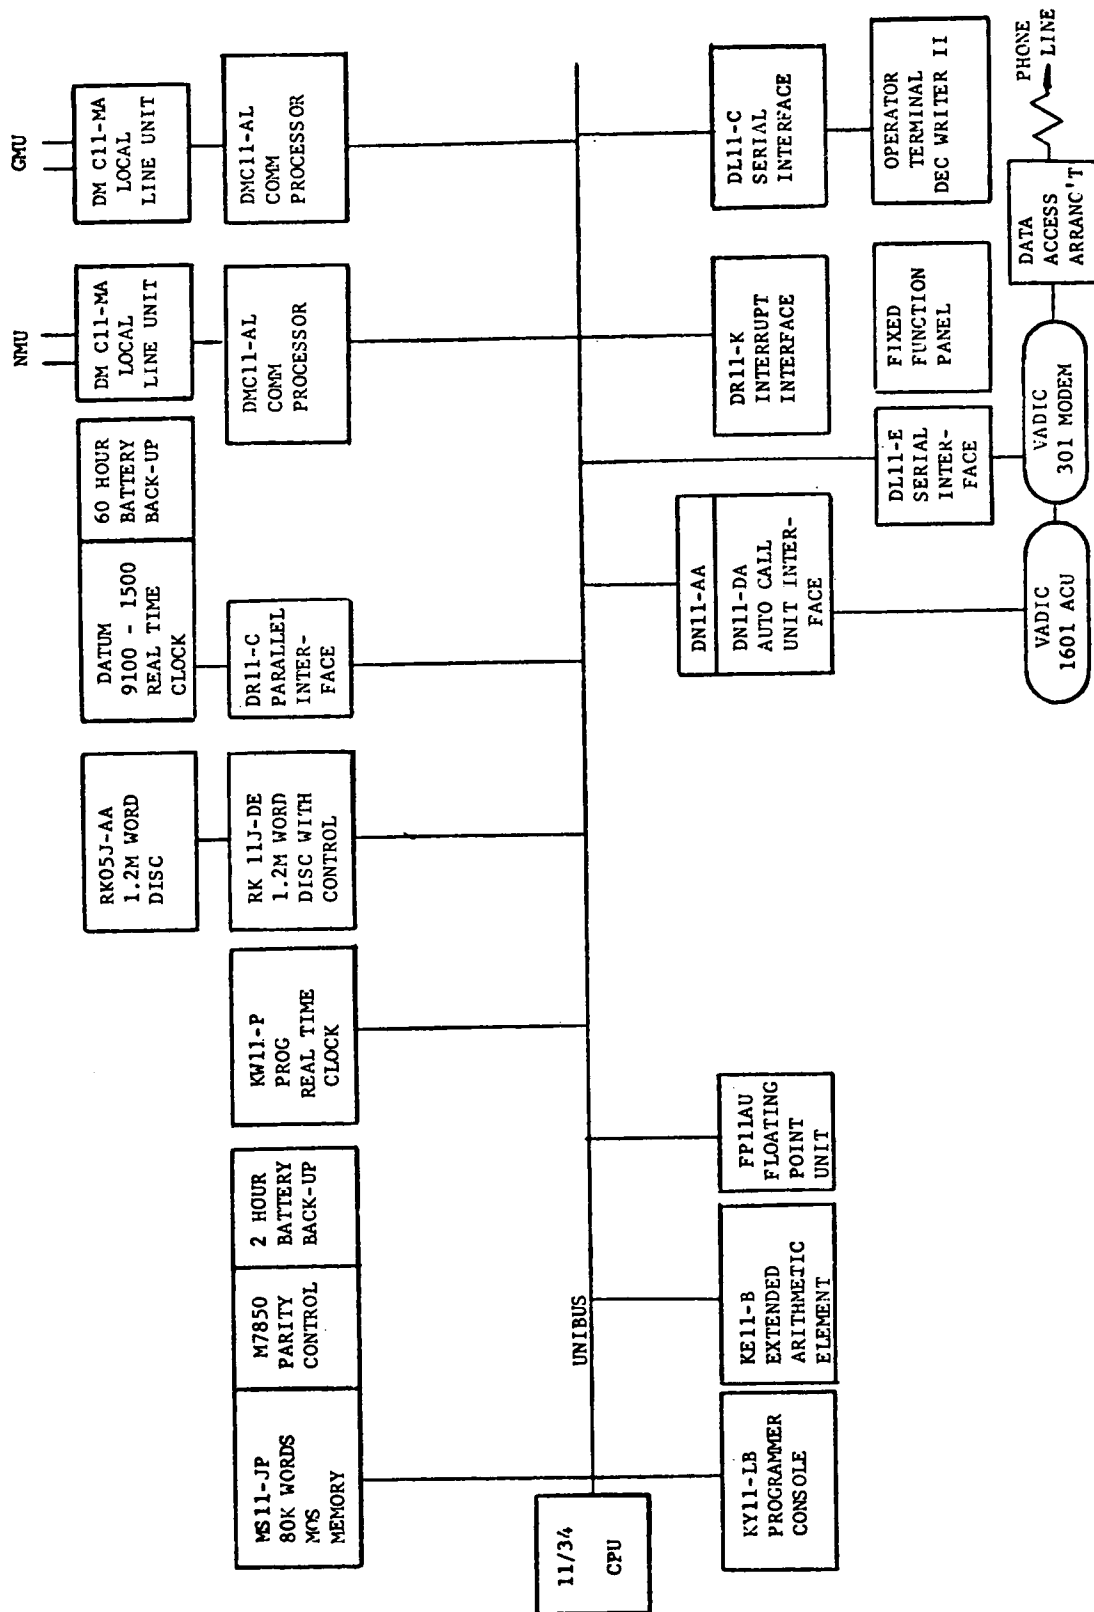 NMU
GMU
60 HOUR
BATTERY
BACK-UP
DM C11-MA
LOCAL
LINE UNIT
DM C11-MA
LOCAL
LINE UNIT
RK05J-AA
1.2M WORD
DISC
DATUM
9100 - 1500
REAL TIME
CLOCK
MS11-JP
80K WORDS
MOS
MEMORY
M7850
PARITY
CONTROL
2 HOUR
BATTERY
BACK-UP
KW11-P
PROG
REAL TIME
CLOCK
RK 11J-DE
1.2M WORD
DISC WITH
CONTROL
DR11-C
PARALLEL
INTER-
FACE
DMC11-AL
COMM
PROCESSOR
DMC11-AL
COMM
PROCESSOR
11/34
CPU
UNIBUS
KY11-LB
PROGRAMMER
CONSOLE
KE11-B
EXTENDED
ARITHMETIC
ELEMENT
FP11AU
FLOATING
POINT
UNIT
DN11-AA
DN11-DA
AUTO CALL
UNIT INTER-
FACE
DR11-K
INTERRUPT
INTERFACE
DL11-C
SERIAL
INTERFACE
DL11-E
SERIAL
INTER-
FACE
FIXED
FUNCTION
PANEL
OPERATOR
TERMINAL
DEC WRITER II
VADIC
1601 ACU
VADIC
301 MODEM
DATA
ACCESS
ARRANC'T
PHONE
LINE